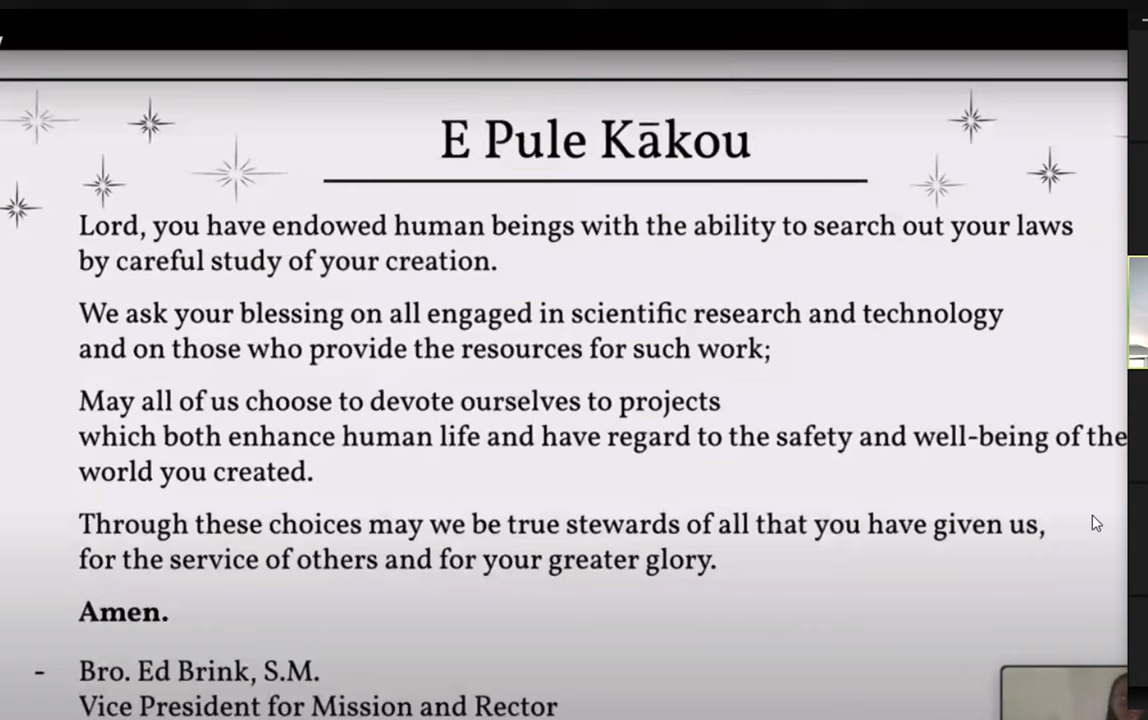 E Pule Kākou
Lord, you have endowed human beings with the ability to search out your laws
by careful study of your creation.
We ask your blessing on all engaged in scientific research and technology
and on those who provide the resources for such work;
May all of us choose to devote ourselves to projects
which both enhance human life and have regard to the safety and well-being of the
world you created.
Through these choices may we be true stewards of all that you have given us,
for the service of others and for your greater glory.
Amen.
- Bro. Ed Brink, S.M.
Vice President for Mission and Rector